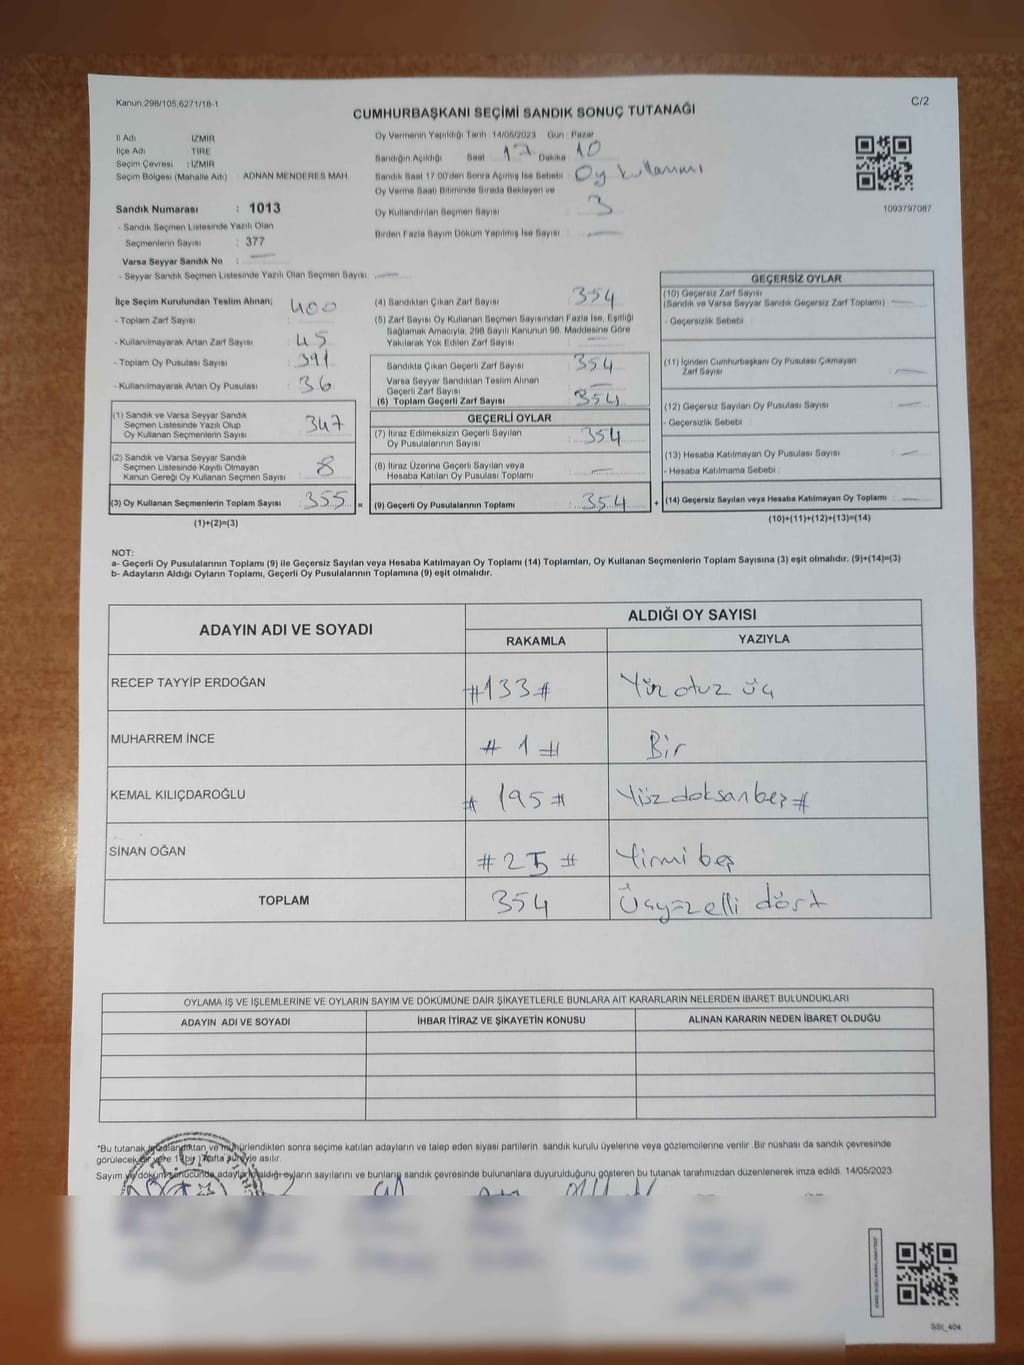 Kanun.298/105,6271/18-1
C/2
CUMHURBAŞKANI SEÇİMİ SANDIK SONUÇ TUTANAĞI
İl Adı : İZMİR
İlçe Adı : TİRE
Seçim Çevresi : İZMİR
Seçim Bölgesi (Mahalle Adı) : ADNAN MENDERES MAH.
Sandık Numarası : 1013
- Sandık Seçmen Listesinde Yazılı Olan
Seçmenlerin Sayısı : 377
Varsa Seyyar Sandık No : —
- Seyyar Sandık Seçmen Listesinde Yazılı Olan Seçmen Sayısı : —
Oy Vermenin Yapıldığı Tarih : 14/05/2023 Gün : Pazar
Sandığın Açıldığı Saat 17 Dakika 10
Sandık Saat 17.00'den Sonra Açılmış İse Sebebi : Oy kullanımı
Oy Verme Saati Bitiminde Sırada Bekleyen ve
Oy Kullandırılan Seçmen Sayısı : 3
Birden Fazla Sayım Döküm Yapılmış İse Sayısı : —
1093797087
İlçe Seçim Kurulundan Teslim Alınan;
- Toplam Zarf Sayısı : 400
- Kullanılmayarak Artan Zarf Sayısı : 45
- Toplam Oy Pusulası Sayısı : 391
- Kullanılmayarak Artan Oy Pusulası : 36
(1) Sandık ve Varsa Seyyar Sandık
Seçmen Listesinde Yazılı Olup
Oy Kullanan Seçmenlerin Sayısı : 347
(2) Sandık ve Varsa Seyyar Sandık
Seçmen Listesinde Kayıtlı Olmayan
Kanun Gereği Oy Kullanan Seçmen Sayısı : 8
(3) Oy Kullanan Seçmenlerin Toplam Sayısı : 355 =
(1)+(2)=(3)
(4) Sandıktan Çıkan Zarf Sayısı : 354
(5) Zarf Sayısı Oy Kullanan Seçmen Sayısından Fazla İse, Eşitliği
Sağlamak Amacıyla, 298 Sayılı Kanunun 98. Maddesine Göre
Yakılarak Yok Edilen Zarf Sayısı : —
Sandıkta Çıkan Geçerli Zarf Sayısı : 354
Varsa Seyyar Sandıktan Teslim Alınan
Geçerli Zarf Sayısı : —
(6) Toplam Geçerli Zarf Sayısı : 354
GEÇERLİ OYLAR
(7) İtiraz Edilmeksizin Geçerli Sayılan
Oy Pusulalarının Sayısı : 354
(8) İtiraz Üzerine Geçerli Sayılan veya
Hesaba Katılan Oy Pusulası Toplamı : —
(9) Geçerli Oy Pusulalarının Toplamı : 354 +
GEÇERSİZ OYLAR
(10) Geçersiz Zarf Sayısı
(Sandık ve Varsa Seyyar Sandık Geçersiz Zarf Toplamı) : —
- Geçersizlik Sebebi :
(11) İçinden Cumhurbaşkanı Oy Pusulası Çıkmayan
Zarf Sayısı : —
(12) Geçersiz Sayılan Oy Pusulası Sayısı : —
- Geçersizlik Sebebi :
(13) Hesaba Katılmayan Oy Pusulası Sayısı : —
- Hesaba Katılmama Sebebi :
(14) Geçersiz Sayılan veya Hesaba Katılmayan Oy Toplamı : —
(10)+(11)+(12)+(13)=(14)
NOT:
a- Geçerli Oy Pusulalarının Toplamı (9) ile Geçersiz Sayılan veya Hesaba Katılmayan Oy Toplamı (14) Toplamları, Oy Kullanan Seçmenlerin Toplam Sayısına (3) eşit olmalıdır. (9)+(14)=(3)
b- Adayların Aldığı Oyların Toplamı, Geçerli Oy Pusulalarının Toplamına (9) eşit olmalıdır.
ADAYIN ADI VE SOYADI
ALDIĞI OY SAYISI
RAKAMLA YAZIYLA
RECEP TAYYİP ERDOĞAN #133# Yüz otuz üç
MUHARREM İNCE # 1 # Bir
KEMAL KILIÇDAROĞLU # 195 # Yüzdoksanbeş #
SİNAN OĞAN # 25 # Yirmi beş
TOPLAM 354 Üçyüzelli dört
OYLAMA İŞ VE İŞLEMLERİNE VE OYLARIN SAYIM VE DÖKÜMÜNE DAİR ŞİKAYETLERLE BUNLARA AİT KARARLARIN NELERDEN İBARET BULUNDUKLARI
ADAYIN ADI VE SOYADI İHBAR İTİRAZ VE ŞİKAYETİN KONUSU ALINAN KARARIN NEDEN İBARET OLDUĞU
*Bu tutanak imzalandıktan ve mühürlendikten sonra seçime katılan adayların ve talep eden siyasi partilerin sandık kurulu üyelerine veya gözlemcilerine verilir. Bir nüshası da sandık çevresinde
görülecek bir yere 1 (bir) hafta süreyle asılır.
Sayım ve döküm sonucunda adayların aldığı oyların sayılarını ve bunların sandık çevresinde bulunanlara duyurulduğunu gösteren bu tutanak tarafımızdan düzenlenerek imza edildi. 14/05/2023
SSI_404